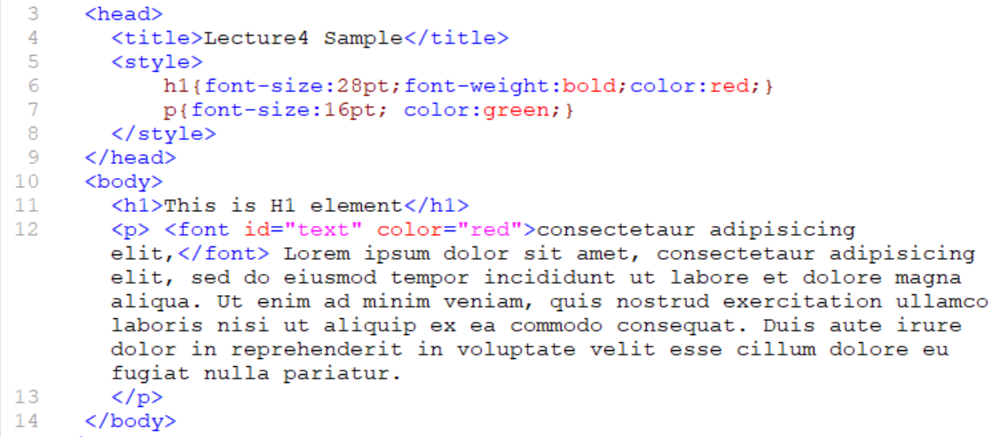 3 <head>
4 <title>Lecture4 Sample</title>
5 <style>
6 h1{font-size:28pt;font-weight:bold;color:red;}
7 p{font-size:16pt; color:green;}
8 </style>
9 </head>
10 <body>
11 <h1>This is H1 element</h1>
12 <p> <font id="text" color="red">consectetaur adipisicing
elit,</font> Lorem ipsum dolor sit amet, consectetaur adipisicing
elit, sed do eiusmod tempor incididunt ut labore et dolore magna
aliqua. Ut enim ad minim veniam, quis nostrud exercitation ullamco
laboris nisi ut aliquip ex ea commodo consequat. Duis aute irure
dolor in reprehenderit in voluptate velit esse cillum dolore eu
fugiat nulla pariatur.
13 </p>
14 </body>